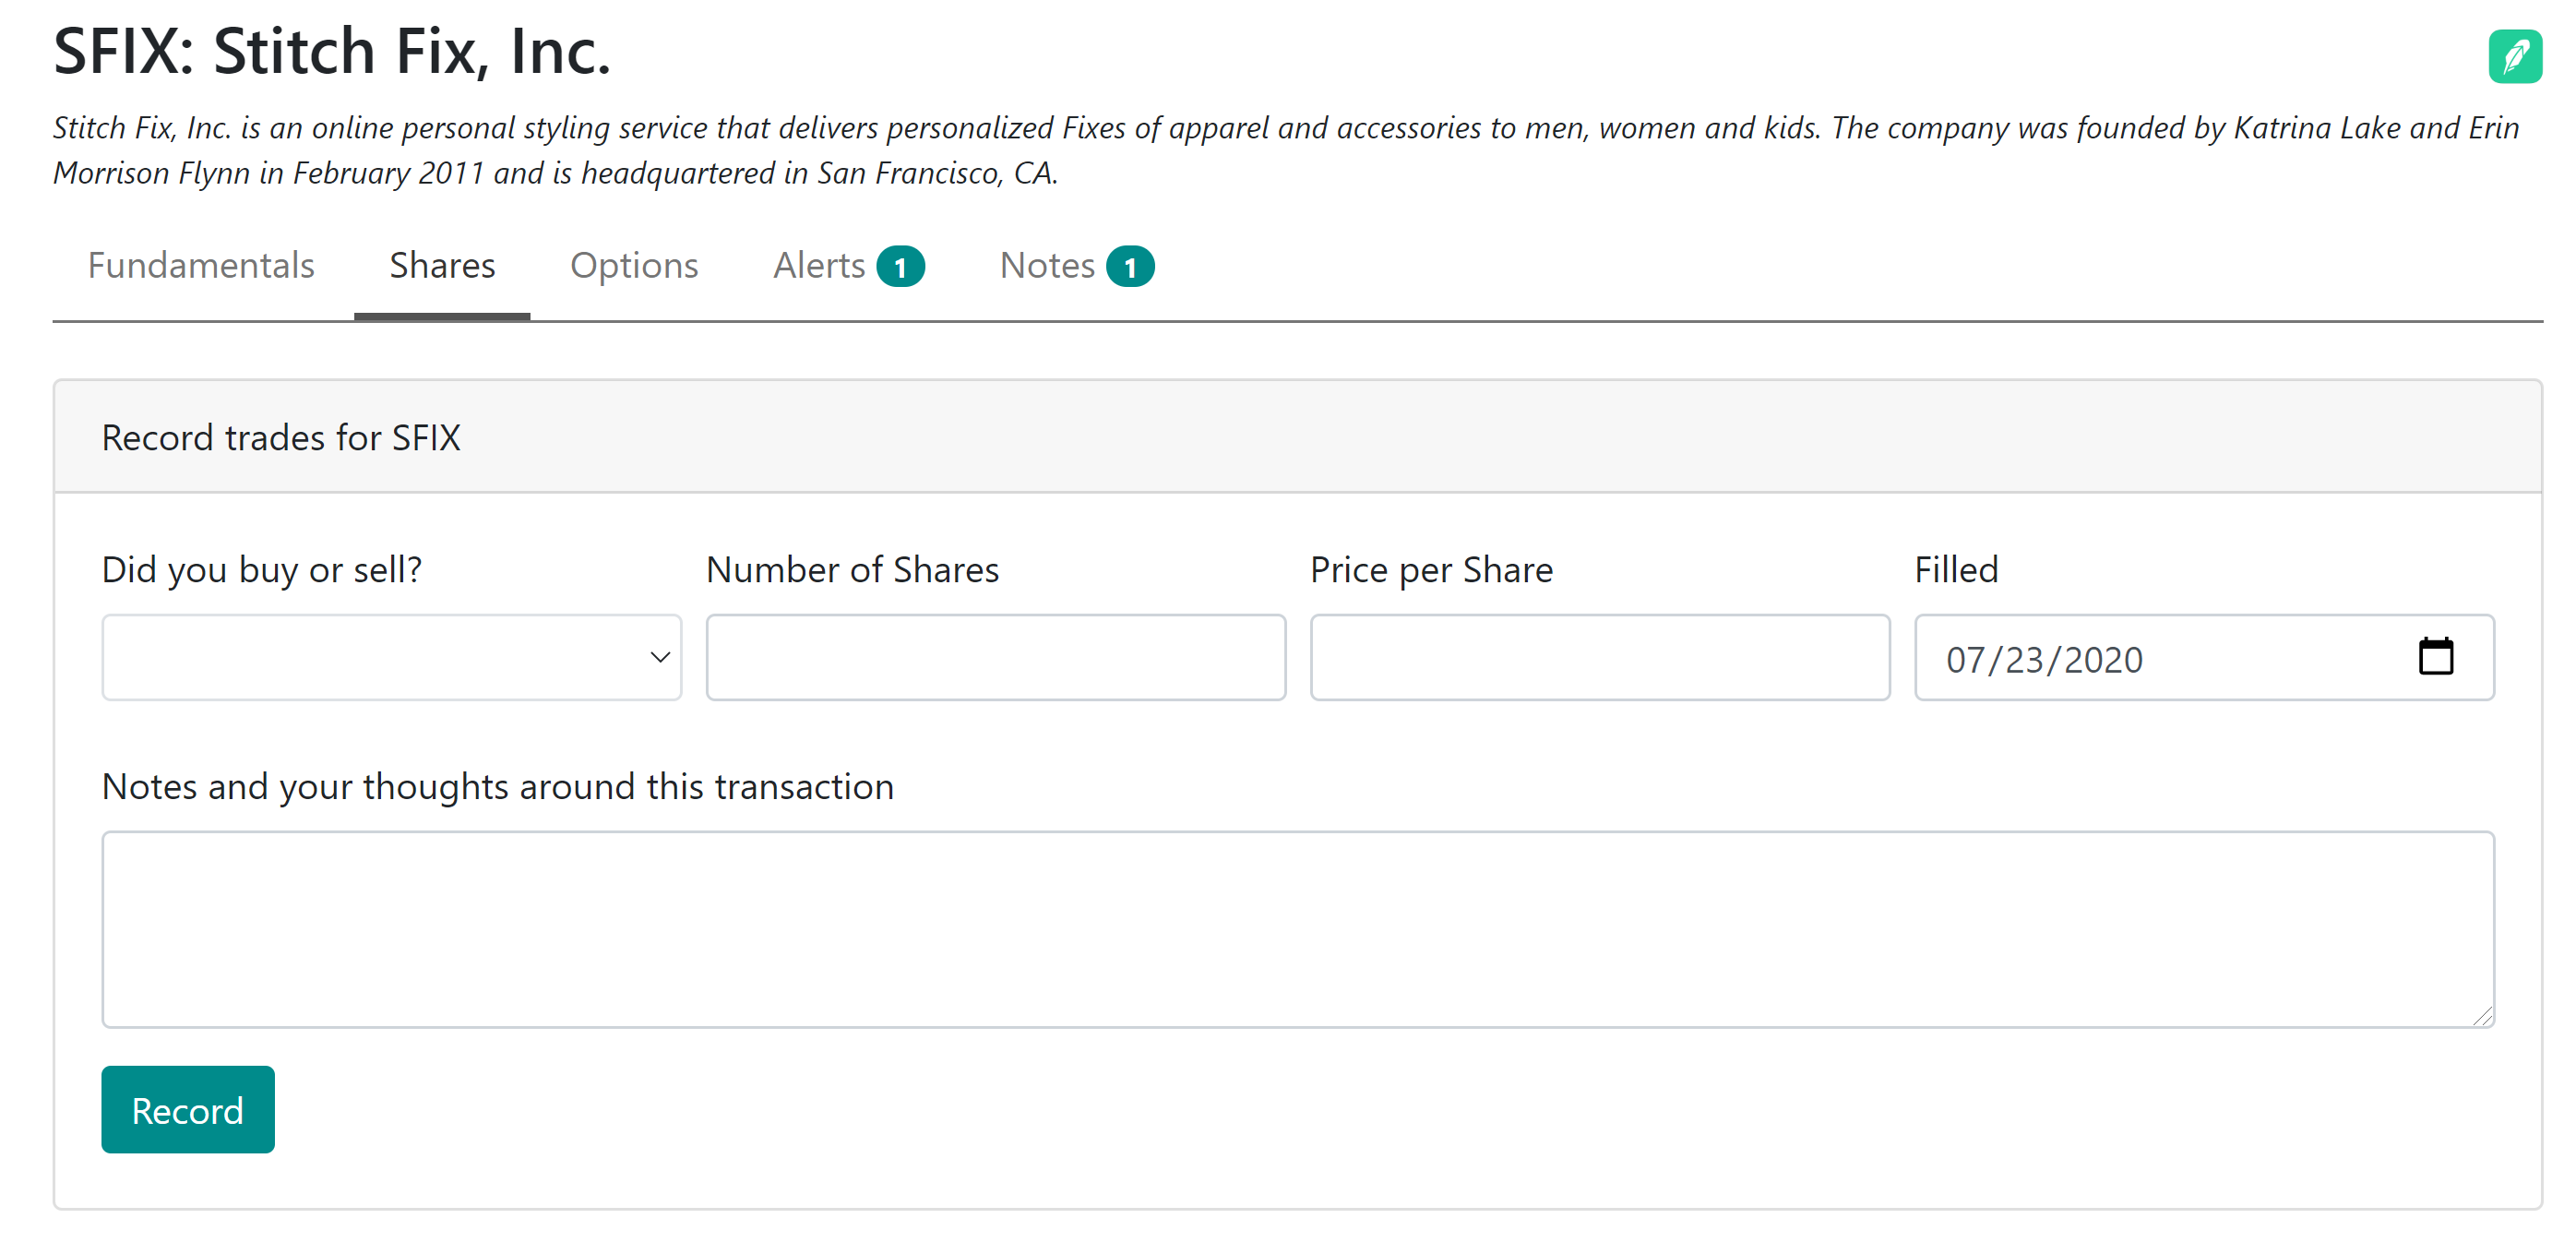 SFIX: Stitch Fix, Inc.
Stitch Fix, Inc. is an online personal styling service that delivers personalized Fixes of apparel and accessories to men, women and kids. The company was founded by Katrina Lake and Erin
Morrison Flynn in February 2011 and is headquartered in San Francisco, CA.
Fundamentals Shares Options Alerts 1 Notes 1
Record trades for SFIX
Did you buy or sell? Number of Shares Price per Share Filled
07/23/2020
Notes and your thoughts around this transaction
Record